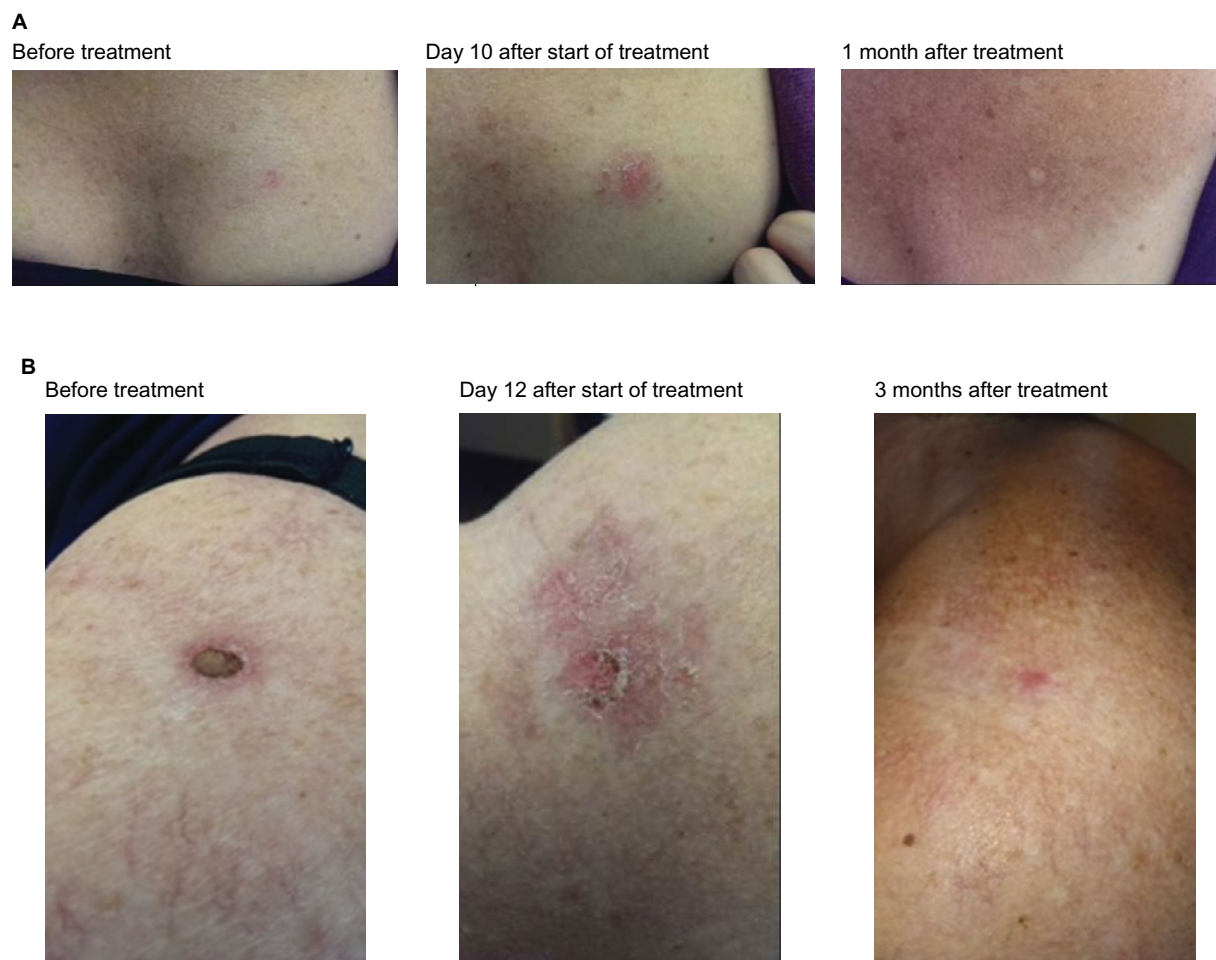 A
Before treatment
Day 10 after start of treatment
1 month after treatment
B
Before treatment
Day 12 after start of treatment
3 months after treatment